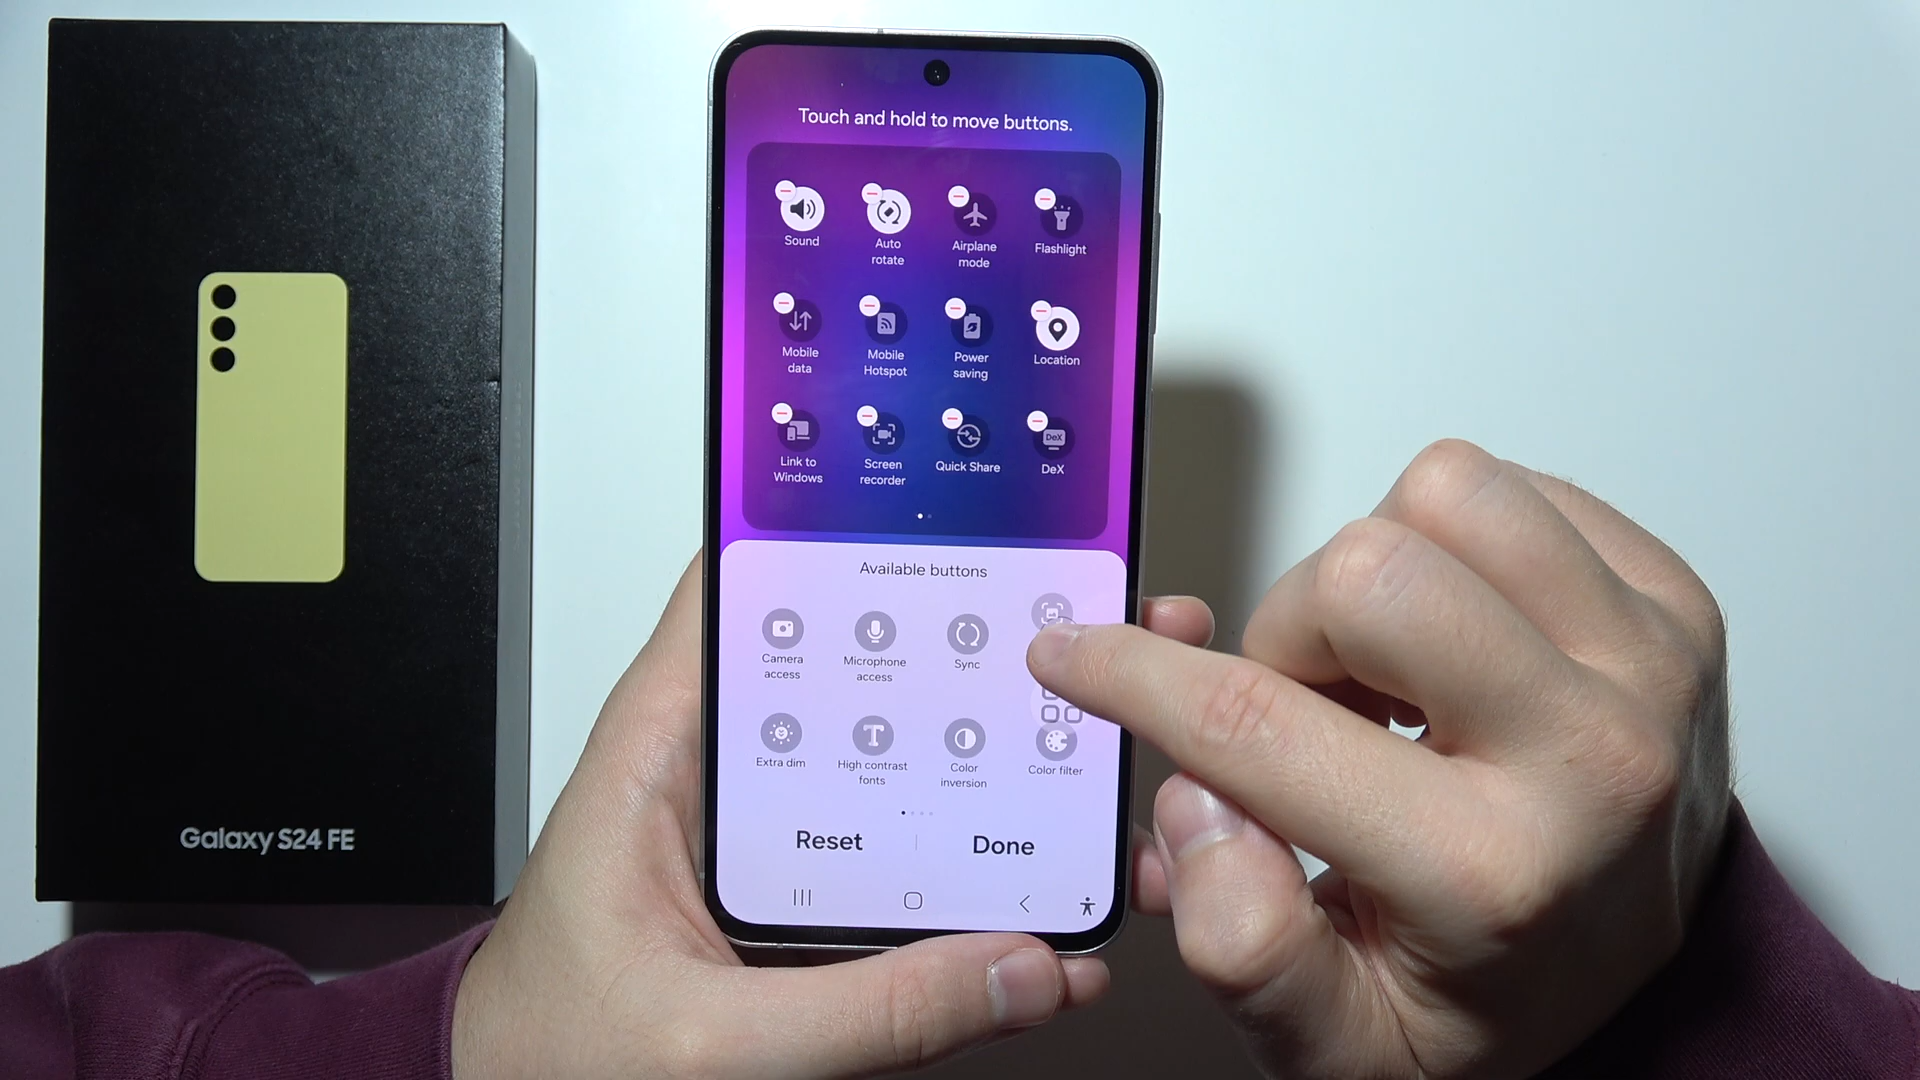 Touch and hold to move buttons.
Sound
Auto
rotate
Airplane
mode
Flashlight
Mobile
data
Mobile
Hotspot
Power
saving
Location
Link to
Windows
Screen
recorder
Quick Share
DeX
DeX
Available buttons
Camera
access
Microphone
access
Sync
Extra dim
High contrast
fonts
Color
inversion
Color filter
Reset
Done
Galaxy S24 FE